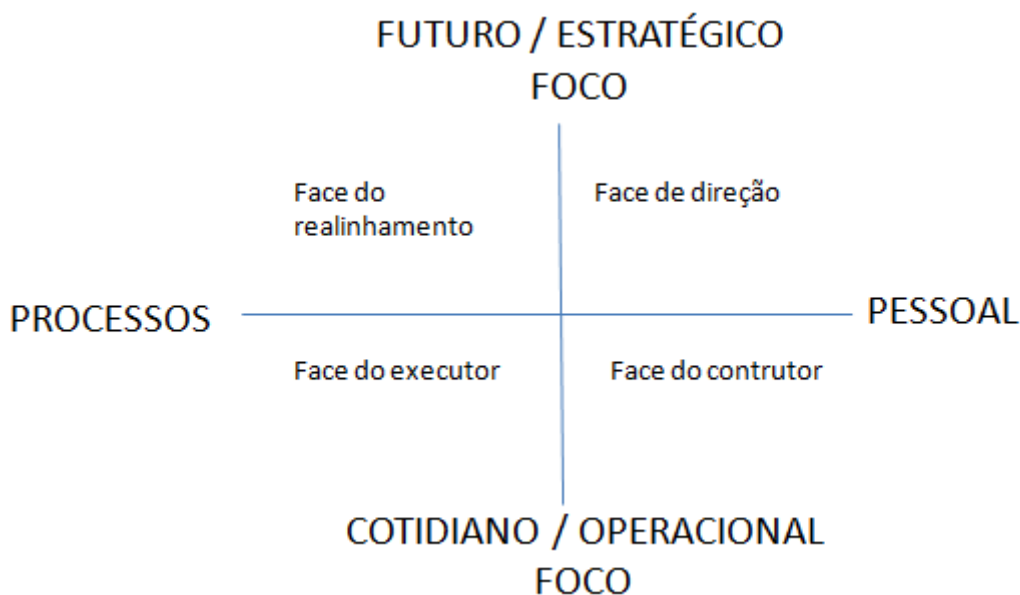 FUTURO / ESTRATÉGICO
FOCO
Face do
realinhamento
Face de direção
PROCESSOS
PESSOAL
Face do executor
Face do contrutor
COTIDIANO / OPERACIONAL
FOCO